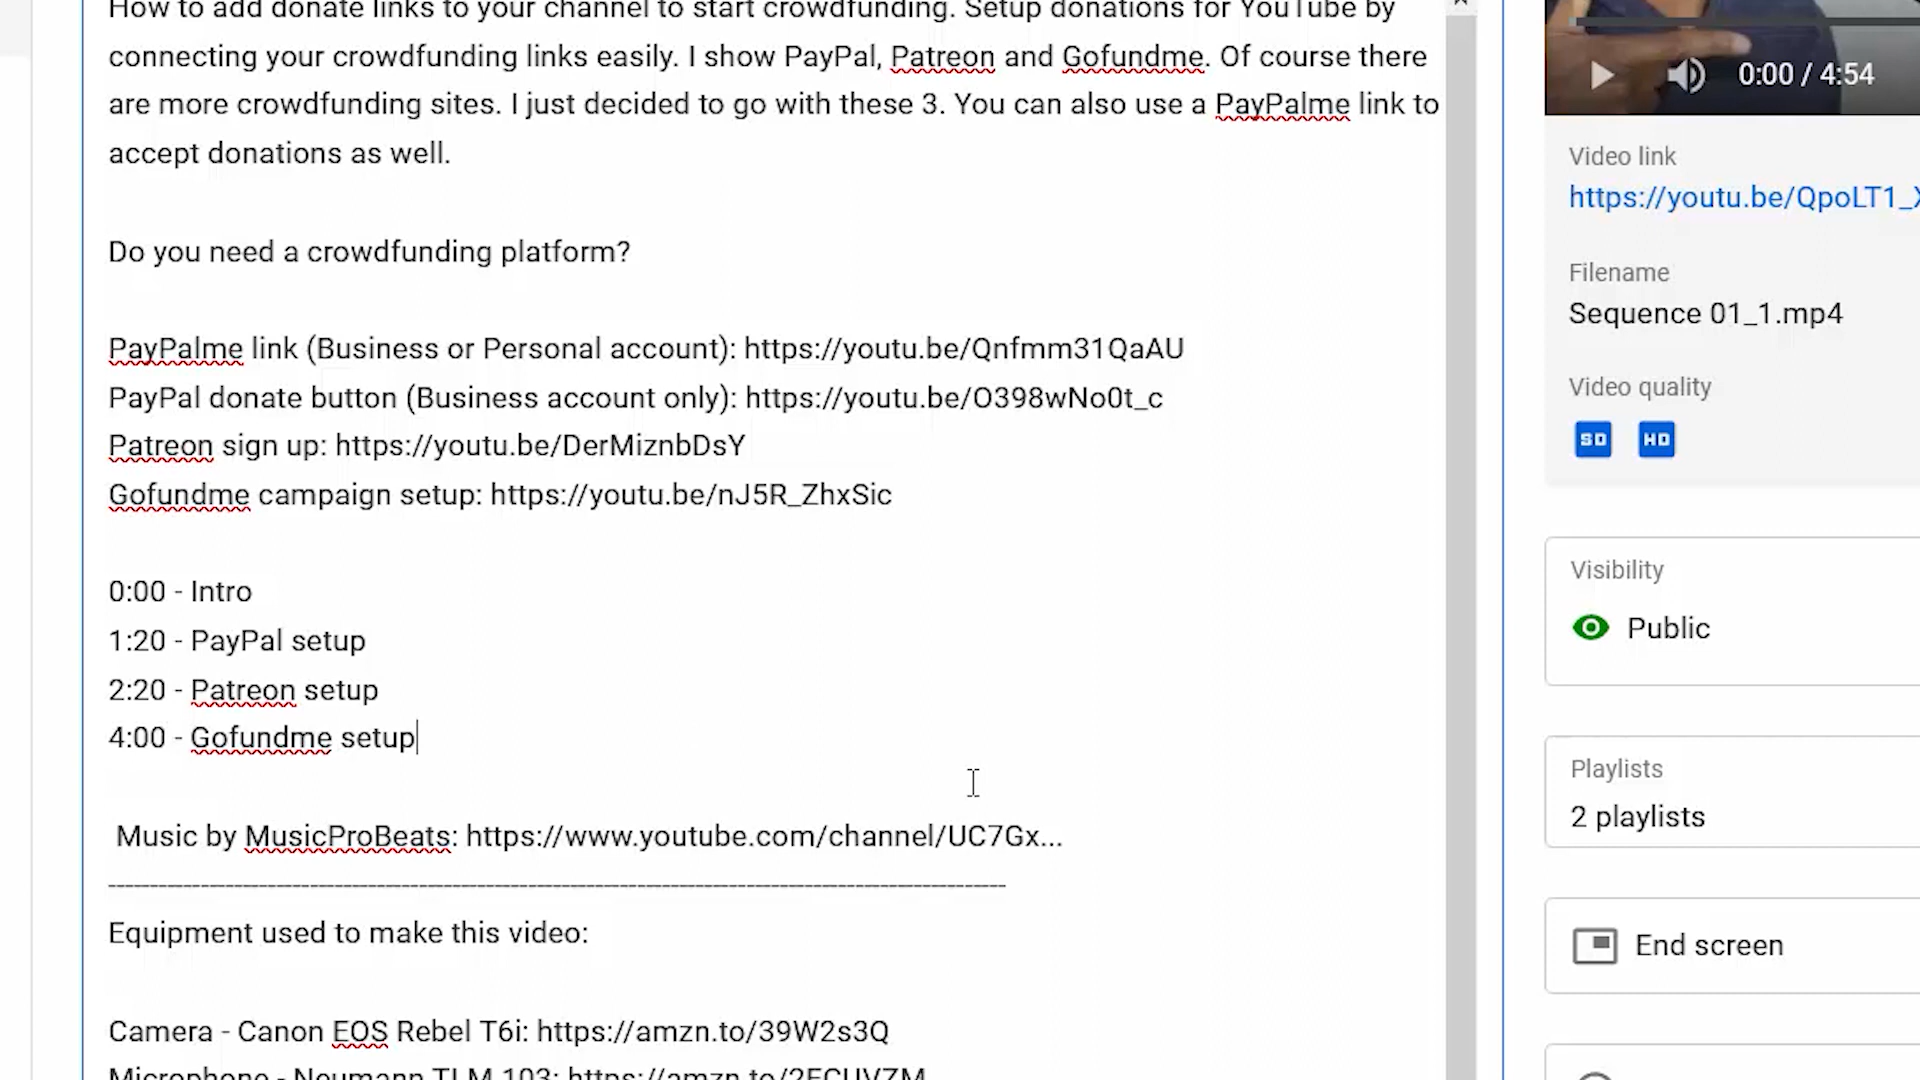 How to add donate links to your channel to start crowdfunding. Setup donations for YouTube by
connecting your crowdfunding links easily. I show PayPal, Patreon and Gofundme. Of course there
are more crowdfunding sites. I just decided to go with these 3. You can also use a PayPalme link to
accept donations as well.
Do you need a crowdfunding platform?
PayPalme link (Business or Personal account): https://youtu.be/Qnfmm31QaAU
PayPal donate button (Business account only): https://youtu.be/O398wNo0t_c
Patreon sign up: https://youtu.be/DerMiznbDsY
Gofundme campaign setup: https://youtu.be/nJ5R_ZhxSic
0:00 - Intro
1:20 - PayPal setup
2:20 - Patreon setup
4:00 - Gofundme setup
Music by MusicProBeats: https://www.youtube.com/channel/UC7Gx...
----------------------------------------------------------------------------------------------------
Equipment used to make this video:
Camera - Canon EOS Rebel T6i: https://amzn.to/39W2s3Q
Microphone - Neumann TLM 103:
0:00 / 4:54
Video link
https://youtu.be/QpoLT1_
Filename
Sequence 01_1.mp4
Video quality
SD HD
Visibility
Public
Playlists
2 playlists
End screen